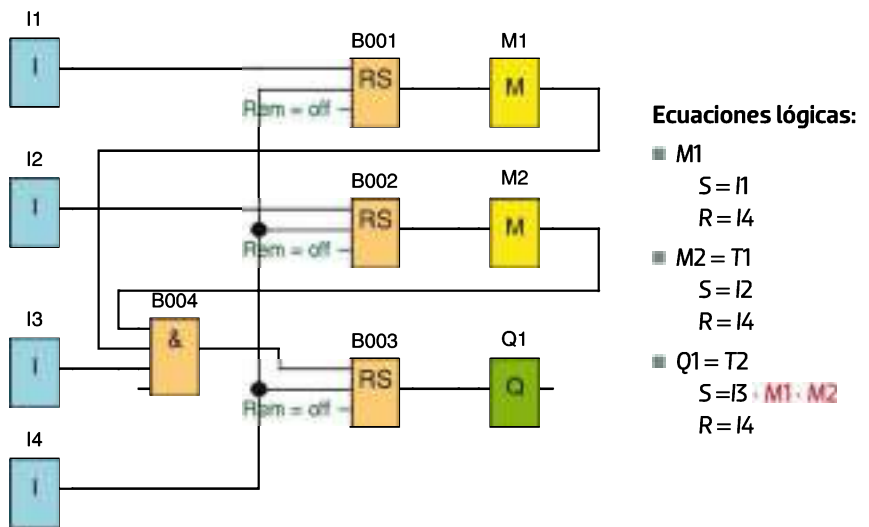 I1
I
B001
RS
Rem = off
M1
M
I2
I
B002
RS
Rem = off
M2
M
B004
&
I3
I
B003
RS
Rem = off
Q1
Q
I4
I
Ecuaciones lógicas:
M1
S = I1
R = I4
M2 = T1
S = I2
R = I4
Q1 = T2
S =I3 · M1 · M2
R = I4